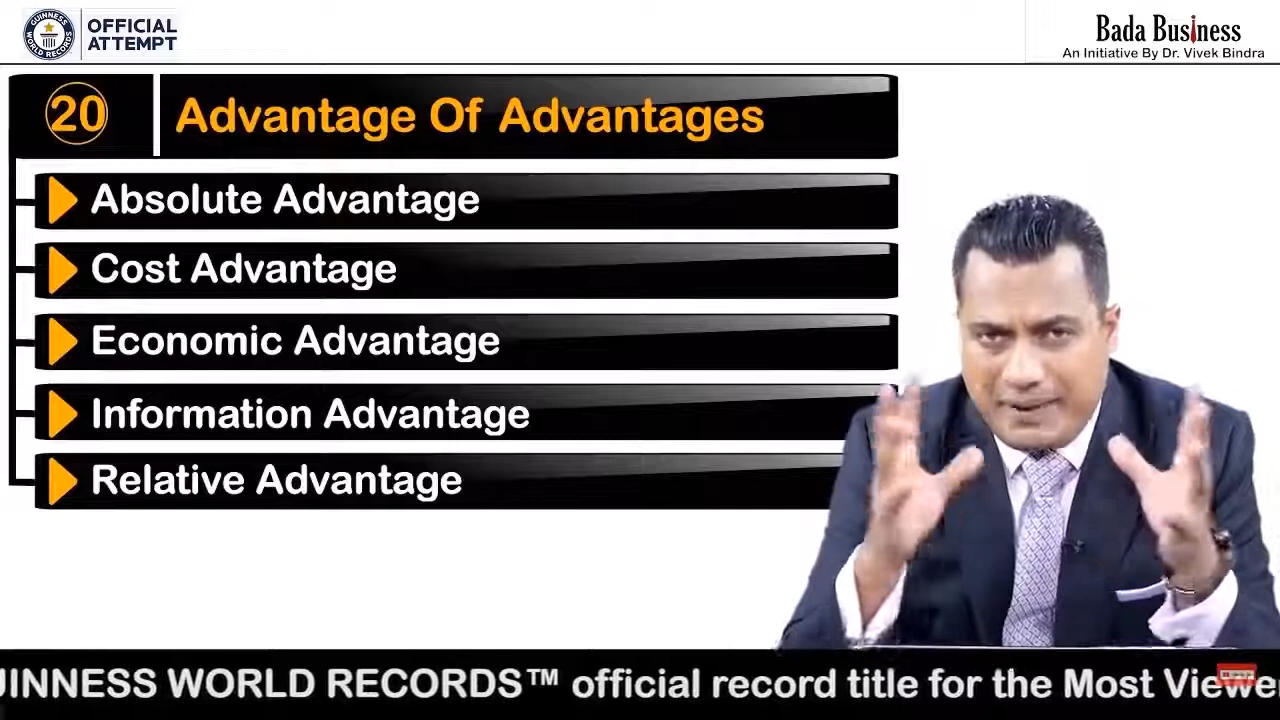 GUINNESS WORLD RECORDS
OFFICIAL
ATTEMPT
Bada Business
An Initiative By Dr. Vivek Bindra
20
Advantage Of Advantages
Absolute Advantage
Cost Advantage
Economic Advantage
Information Advantage
Relative Advantage
UINNESS WORLD RECORDS™ official record title for the Most Viewe